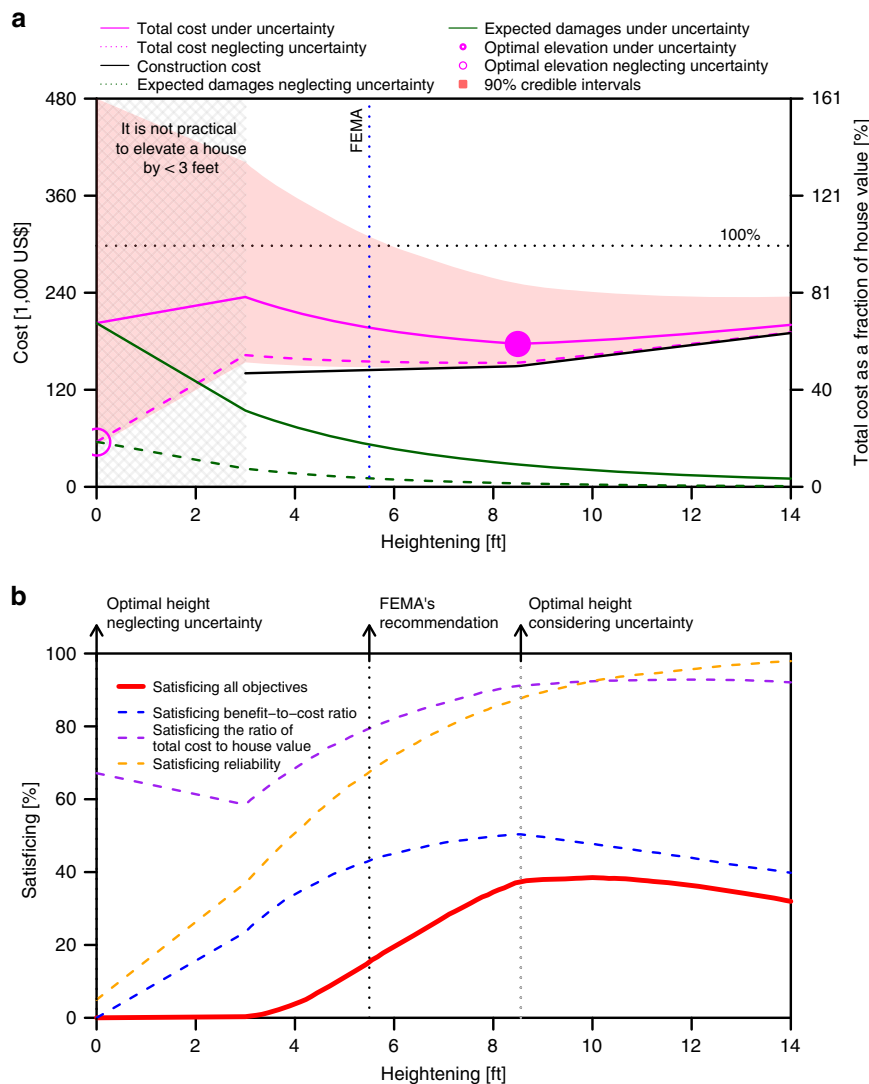 a
Total cost under uncertainty
Total cost neglecting uncertainty
Construction cost
Expected damages neglecting uncertainty
Expected damages under uncertainty
Optimal elevation under uncertainty
Optimal elevation neglecting uncertainty
90% credible intervals
It is not practical
to elevate a house
by < 3 feet
FEMA
100%
Cost [1,000 US$]
480
360
240
120
0
Total cost as a fraction of house value [%]
161
121
81
40
0
0 2 4 6 8 10 12 14
Heightening [ft]
b
Optimal height
neglecting uncertainty
FEMA's
recommendation
Optimal height
considering uncertainty
Satisficing all objectives
Satisficing benefit−to−cost ratio
Satisficing the ratio of
total cost to house value
Satisficing reliability
Satisficing [%]
100
80
60
40
20
0
0 2 4 6 8 10 12 14
Heightening [ft]